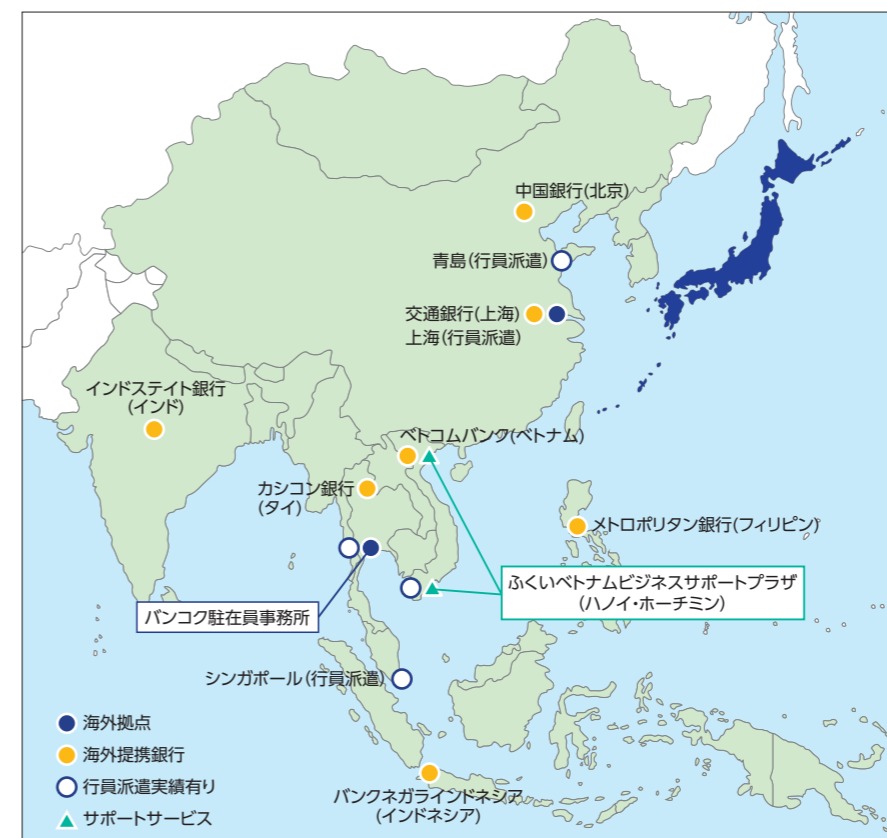 中国銀行(北京)
青島(行員派遣)
交通銀行(上海)
上海(行員派遣)
インドステイト銀行
(インド)
ベトコムバンク(ベトナム)
カシコン銀行
(タイ)
メトロポリタン銀行(フィリピン)
ふくいベトナムビジネスサポートプラザ
(ハノイ・ホーチミン)
バンコク駐在員事務所
シンガポール(行員派遣)
バンクネガラインドネシア
(インドネシア)
海外拠点
海外提携銀行
行員派遣実績有り
サポートサービス